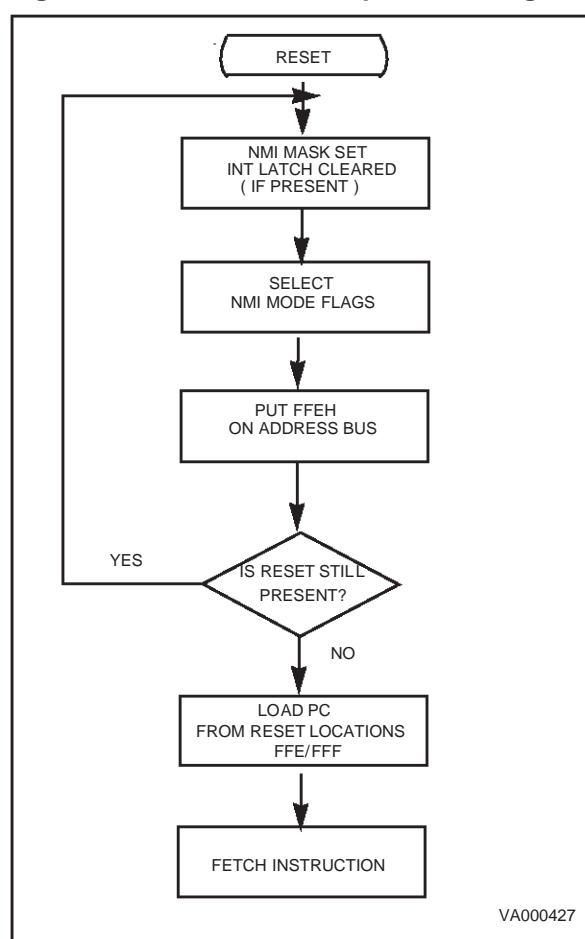 RESET
NMI MASK SET
INT LATCH CLEARED
( IF PRESENT )
SELECT
NMI MODE FLAGS
PUT FFEH
ON ADDRESS BUS
YES
IS RESET STILL
PRESENT?
NO
LOAD PC
FROM RESET LOCATIONS
FFE/FFF
FETCH INSTRUCTION
VA000427